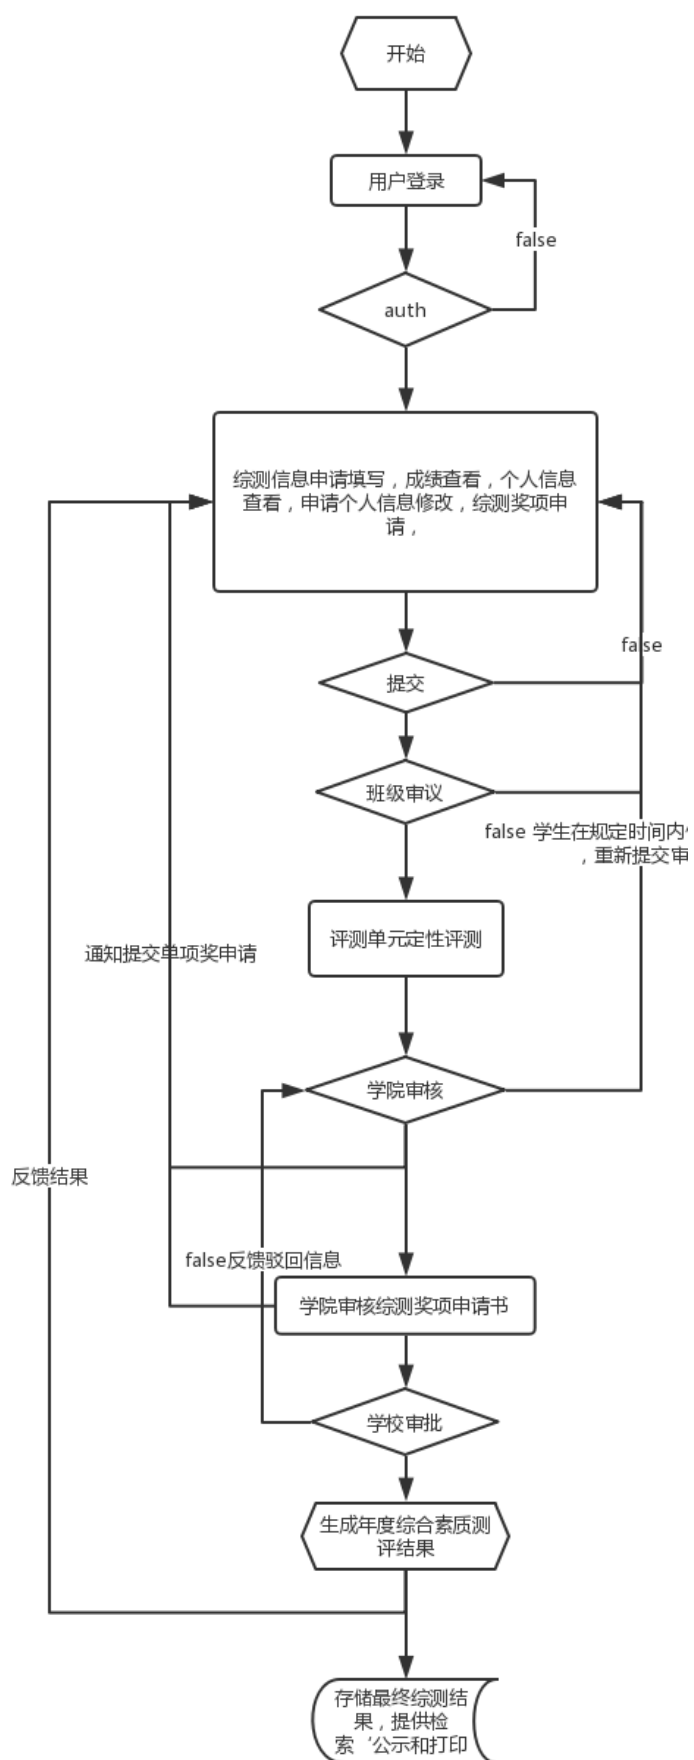 开始
用户登录
false
auth
综测信息申请填写，成绩查看，个人信息
查看，申请个人信息修改，综测奖项申
请，
false
提交
班级审议
false 学生在规定时间内
，重新提交审
评测单元定性评测
通知提交单项奖申请
学院审核
反馈结果
false反馈驳回信息
学院审核综测奖项申请书
学校审批
生成年度综合素质测
评结果
存储最终综测结
果，提供检
索‘公示和打印